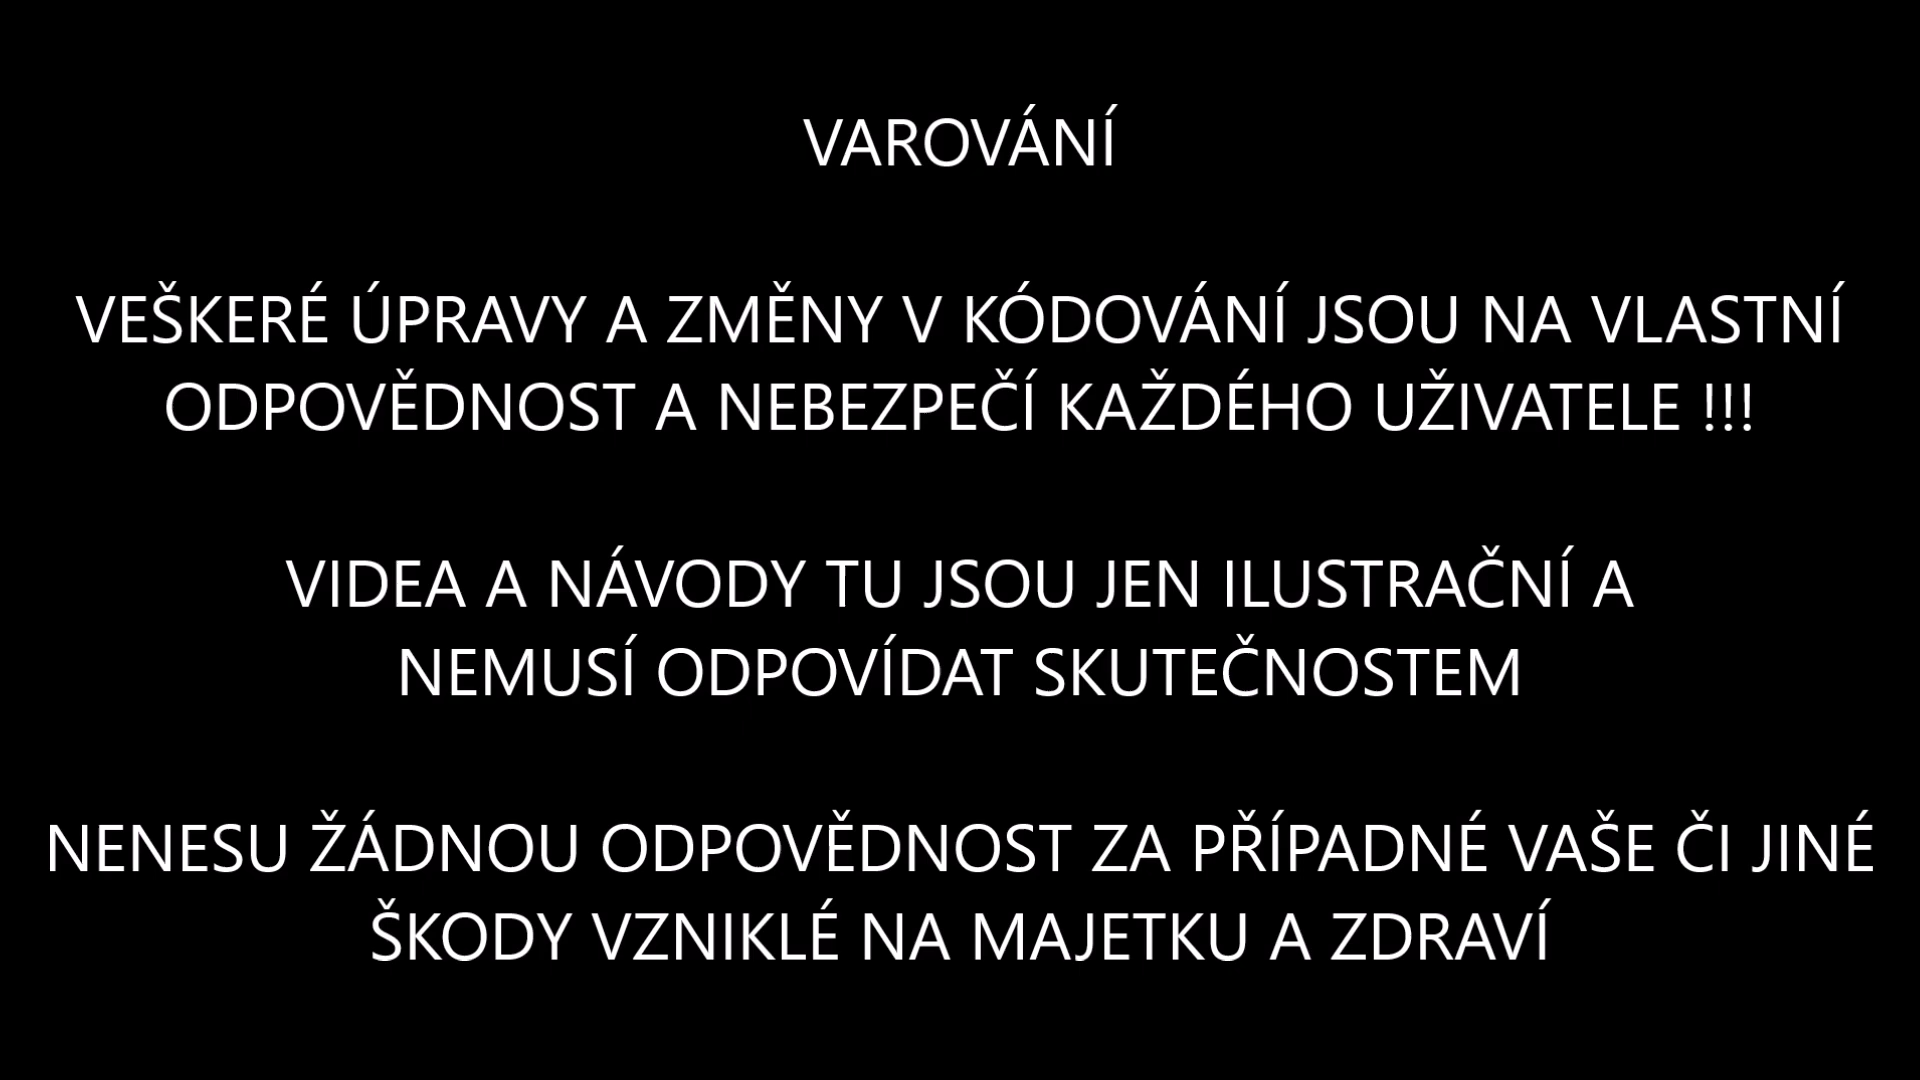 VAROVÁNÍ
VEŠKERÉ ÚPRAVY A ZMĚNY V KÓDOVÁNÍ JSOU NA VLASTNÍ
ODPOVĚDNOST A NEBEZPEČÍ KAŽDÉHO UŽIVATELE !!!
VIDEA A NÁVODY TU JSOU JEN ILUSTRAČNÍ A
NEMUSÍ ODPOVÍDAT SKUTEČNOSTEM
NENESU ŽÁDNOU ODPOVĚDNOST ZA PŘÍPADNÉ VAŠE ČI JINÉ
ŠKODY VZNIKLÉ NA MAJETKU A ZDRAVÍ